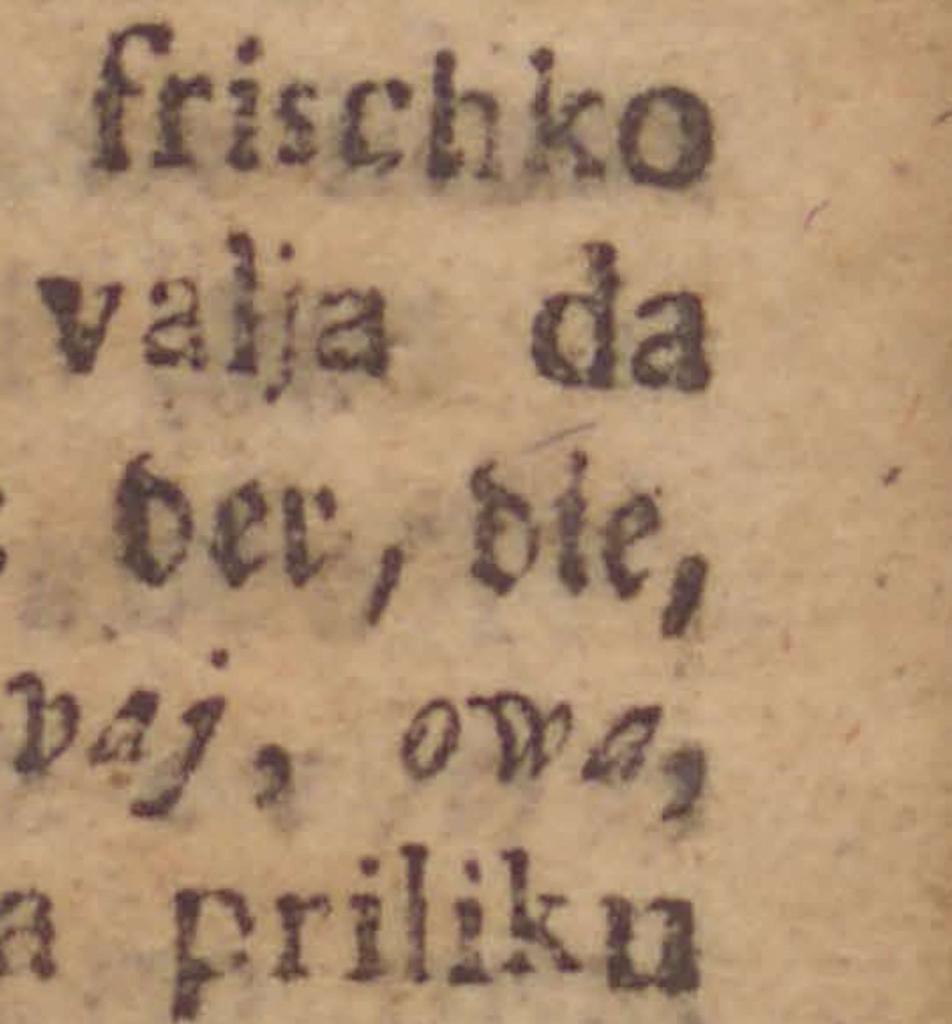 frischko
valja da
der, die,
vaj, owa,
a priliku